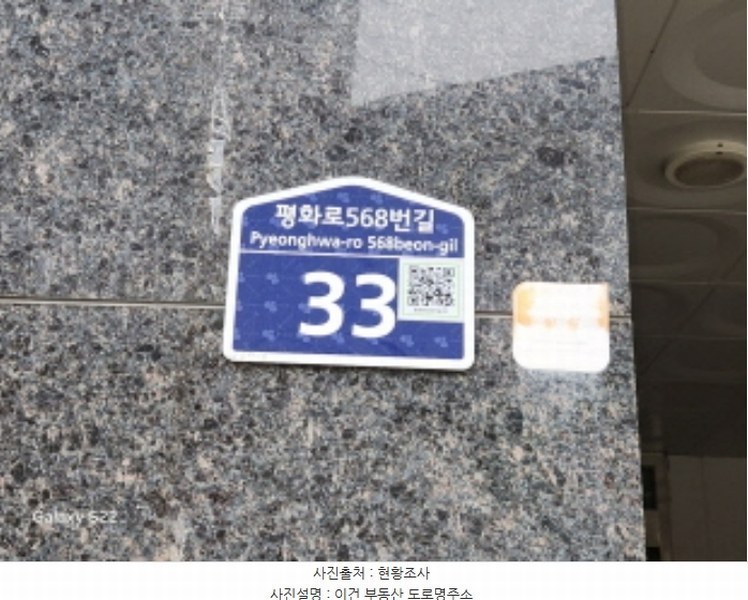 평화로568번길
Pyeonghwa-ro 568beon-gil
33
Galaxy S22
사진출처 : 현황조사
사진설명 : 이건 부동산 도로명주소